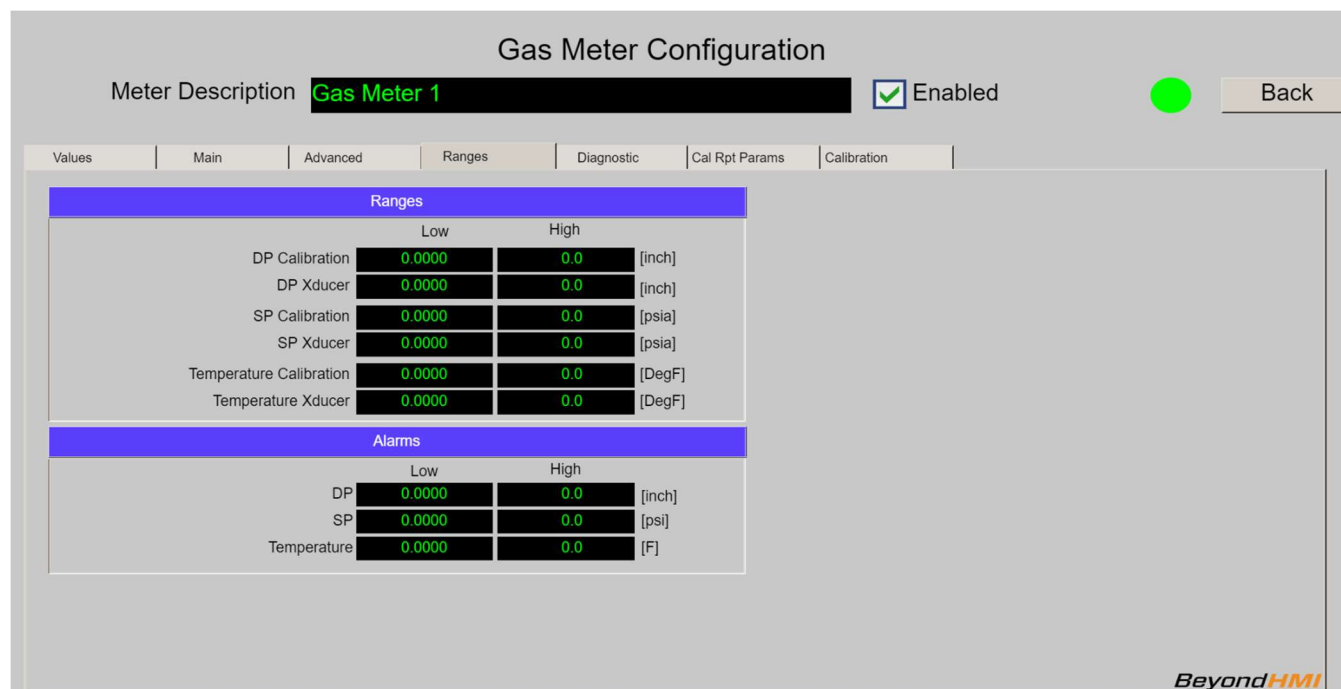 Gas Meter Configuration
Meter Description Gas Meter 1 Enabled Back
Values Main Advanced Ranges Diagnostic Cal Rpt Params Calibration
Ranges
Low High
DP Calibration 0.0000 0.0 [inch]
DP Xducer 0.0000 0.0 [inch]
SP Calibration 0.0000 0.0 [psia]
SP Xducer 0.0000 0.0 [psia]
Temperature Calibration 0.0000 0.0 [DegF]
Temperature Xducer 0.0000 0.0 [DegF]
Alarms
Low High
DP 0.0000 0.0 [inch]
SP 0.0000 0.0 [psi]
Temperature 0.0000 0.0 [F]
BeyondHMI